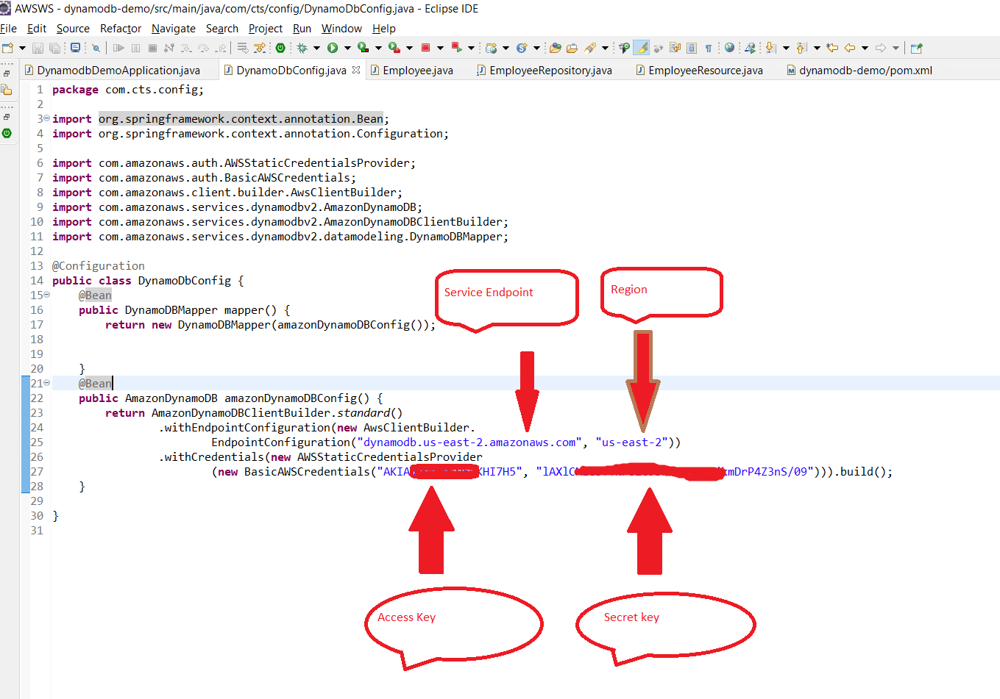 AWSWS - dynamodb-demo/src/main/java/com/cts/config/DynamoDbConfig.java - Eclipse IDE
File Edit Source Refactor Navigate Search Project Run Window Help
DynamodbDemoApplication.java DynamoDbConfig.java Employee.java EmployeeRepository.java EmployeeResource.java dynamodb-demo/pom.xml
1 package com.cts.config;
2
3 import org.springframework.context.annotation.Bean;
4 import org.springframework.context.annotation.Configuration;
5
6 import com.amazonaws.auth.AWSStaticCredentialsProvider;
7 import com.amazonaws.auth.BasicAWSCredentials;
8 import com.amazonaws.client.builder.AwsClientBuilder;
9 import com.amazonaws.services.dynamodbv2.AmazonDynamoDB;
10 import com.amazonaws.services.dynamodbv2.AmazonDynamoDBClientBuilder;
11 import com.amazonaws.services.dynamodbv2.datamodeling.DynamoDBMapper;
12
13 @Configuration
14 public class DynamoDbConfig {
15 @Bean
16 public DynamoDBMapper mapper() {
17 return new DynamoDBMapper(amazonDynamoDBConfig());
18
19
20 }
21 @Bean
22 public AmazonDynamoDB amazonDynamoDBConfig() {
23 return AmazonDynamoDBClientBuilder.standard()
24 .withEndpointConfiguration(new AwsClientBuilder.
25 EndpointConfiguration("dynamodb.us-east-2.amazonaws.com", "us-east-2"))
26 .withCredentials(new AWSStaticCredentialsProvider
27 (new BasicAWSCredentials("AKIA KHI7H5", "lAXlC mDrP4Z3nS/09"))).build();
28 }
29
30 }
31
Service Endpoint
Region
Access Key
Secret key